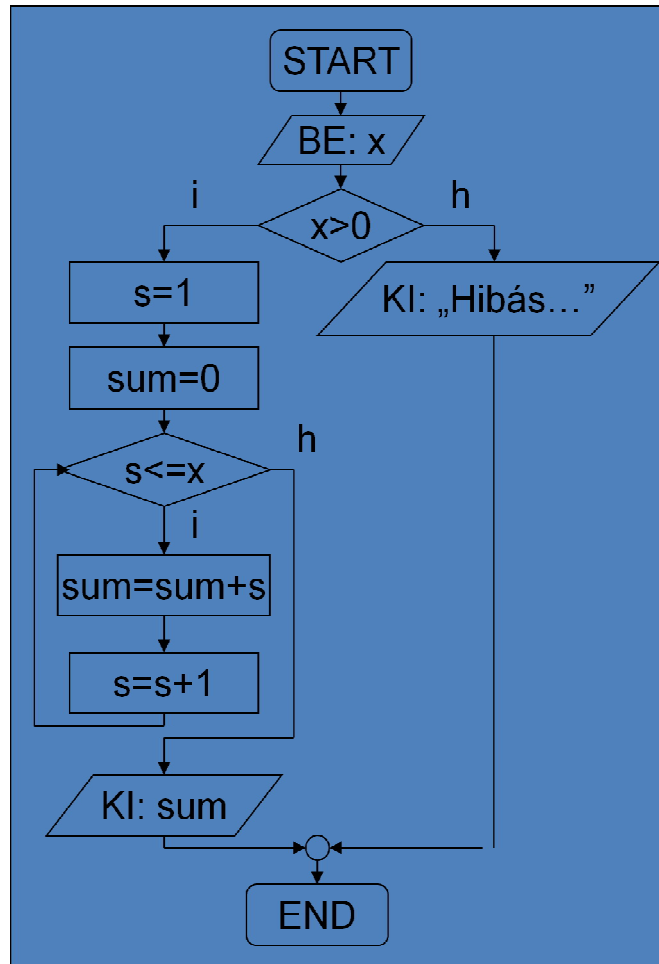 START
BE: x
i
h
x>0
s=1
KI: „Hibás…”
sum=0
h
s<=x
i
sum=sum+s
s=s+1
KI: sum
END